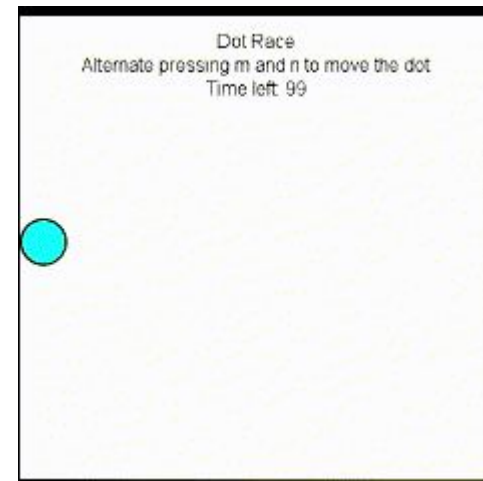 Dot Race
Alternate pressing m and n to move the dot
Time left: 99